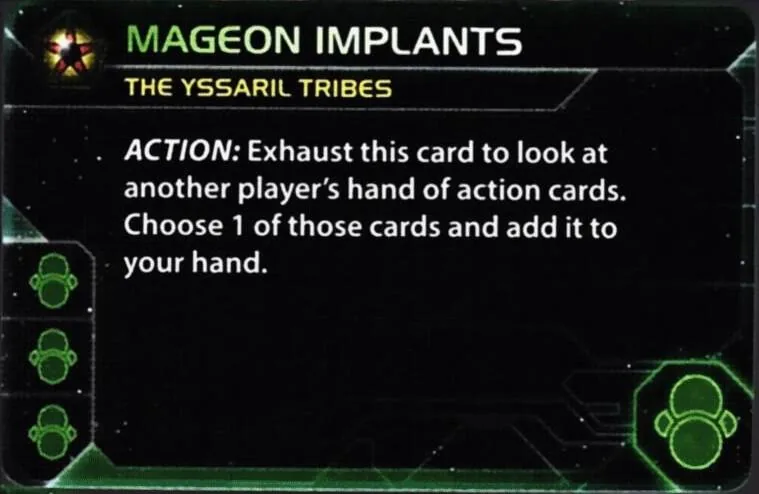 MAGEON IMPLANTS
THE YSSARIL TRIBES
ACTION: Exhaust this card to look at
another player's hand of action cards.
Choose 1 of those cards and add it to
your hand.